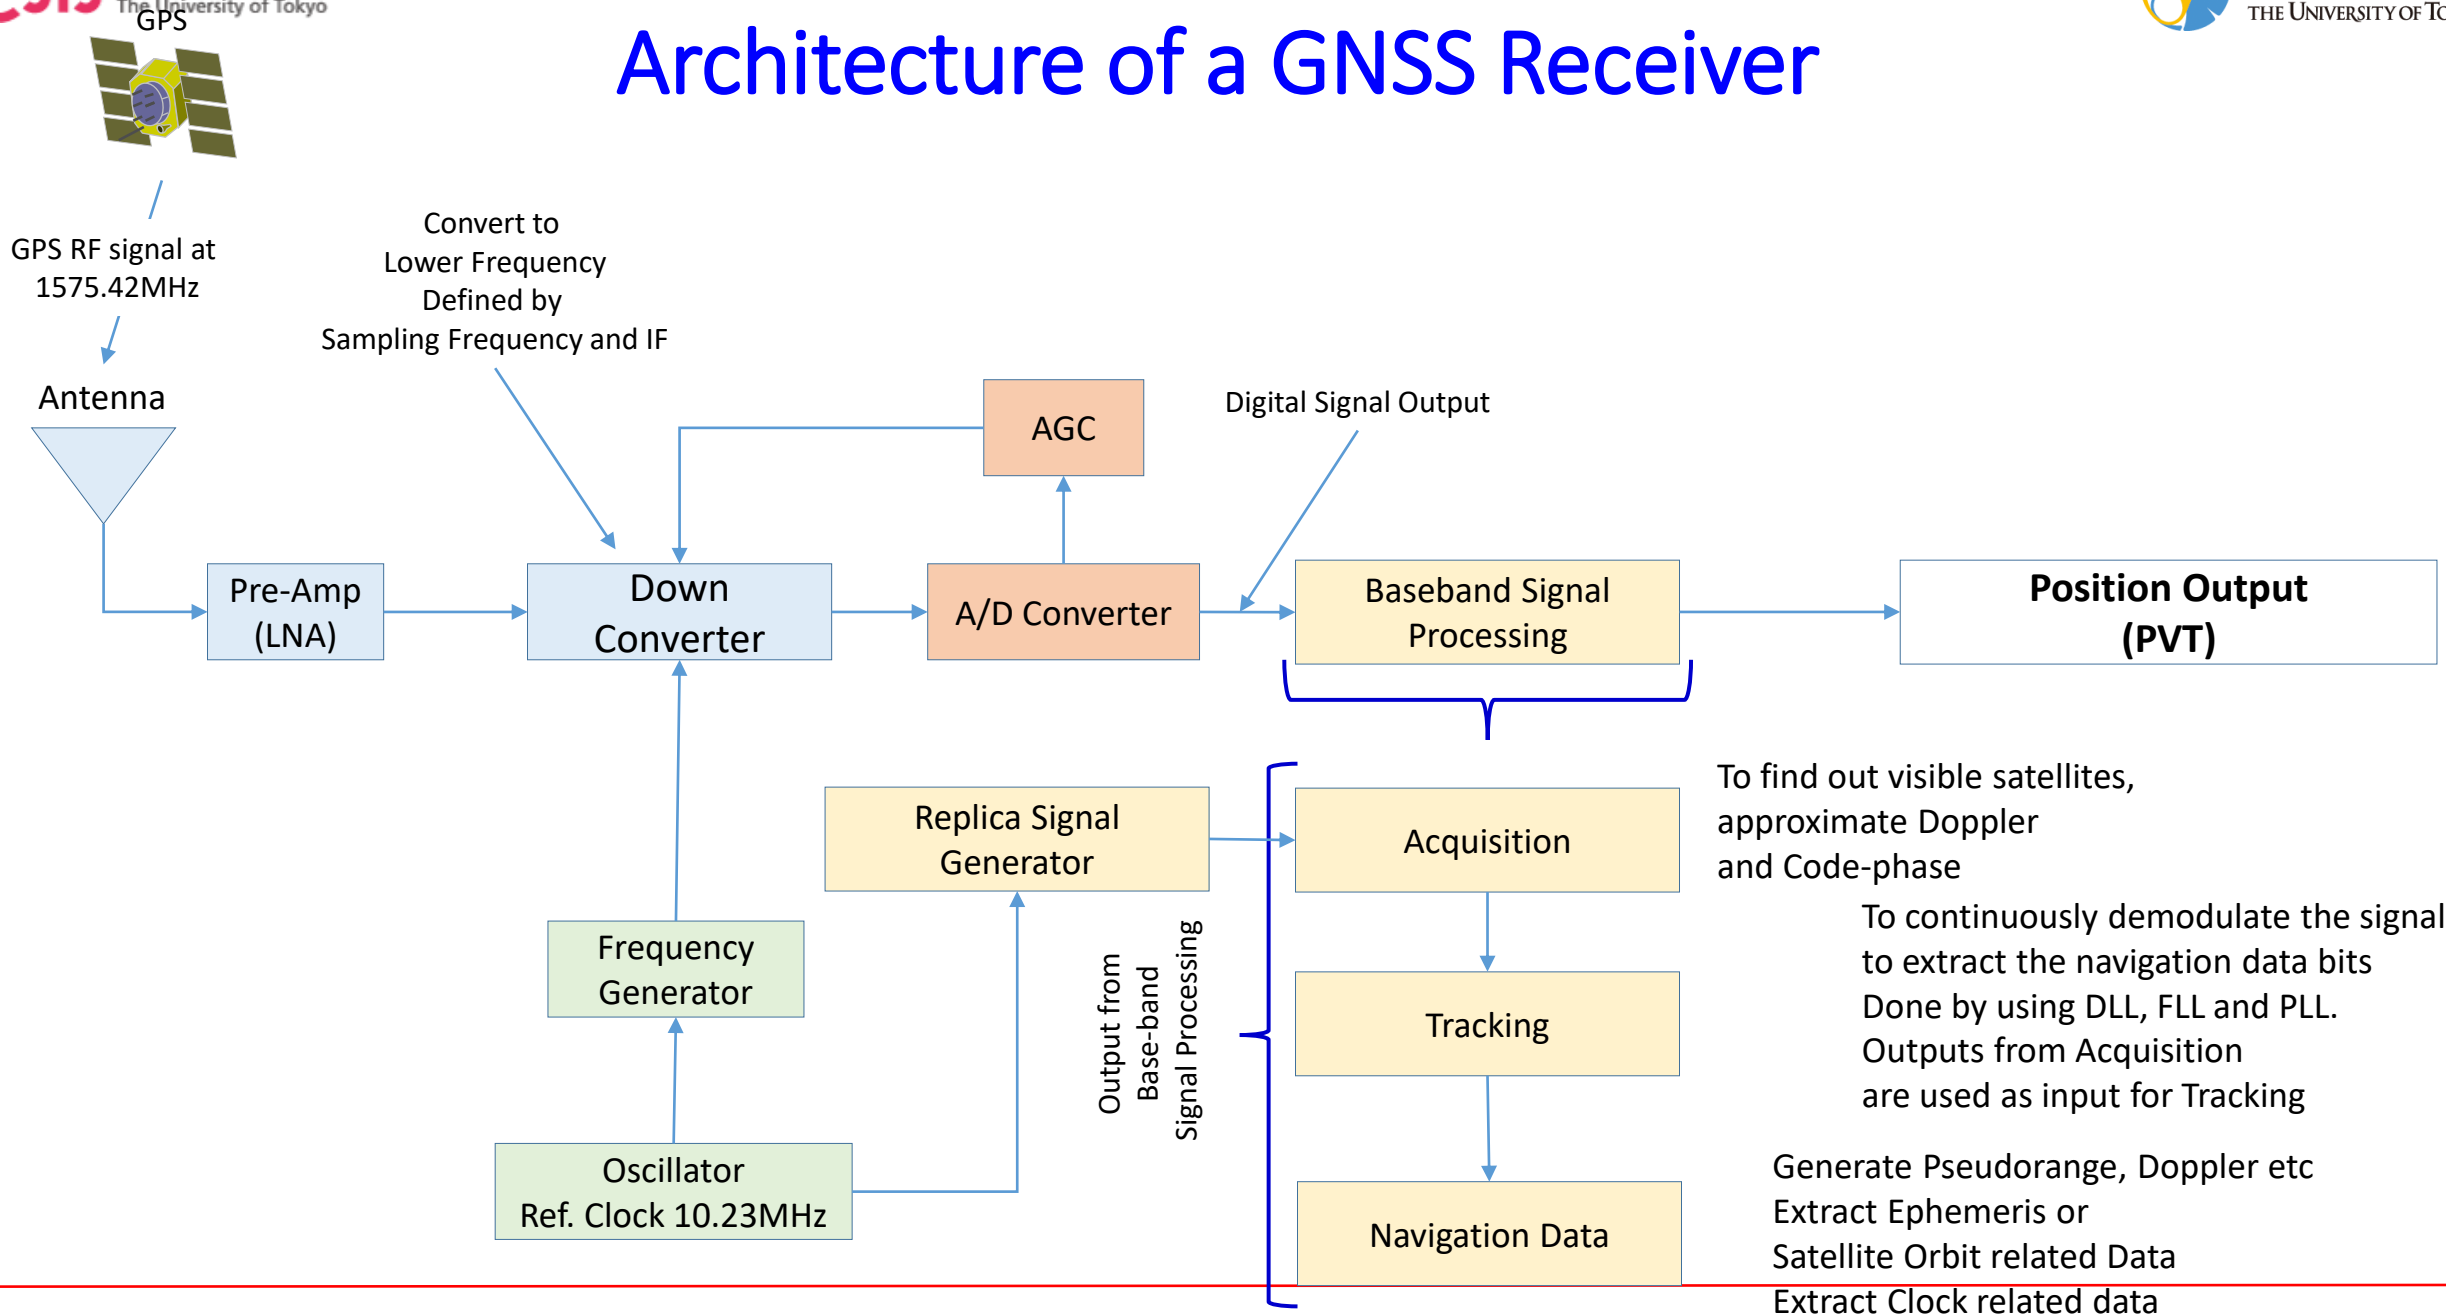 The University of Tokyo
GPS
THE UNIVERSITY OF
Architecture of a GNSS Receiver
GPS RF signal at
1575.42MHz
Convert to
Lower Frequency
Defined by
Sampling Frequency and IF
Antenna
AGC
Digital Signal Output
Pre-Amp
(LNA)
Down
Converter
A/D Converter
Baseband Signal
Processing
Position Output
(PVT)
Replica Signal
Generator
Acquisition
To find out visible satellites,
approximate Doppler
and Code-phase
Frequency
Generator
Output from
Base-band
Signal Processing
Tracking
To continuously demodulate the signal
to extract the navigation data bits
Done by using DLL, FLL and PLL.
Outputs from Acquisition
are used as input for Tracking
Oscillator
Ref. Clock 10.23MHz
Navigation Data
Generate Pseudorange, Doppler etc
Extract Ephemeris or
Satellite Orbit related Data
Extract Clock related data